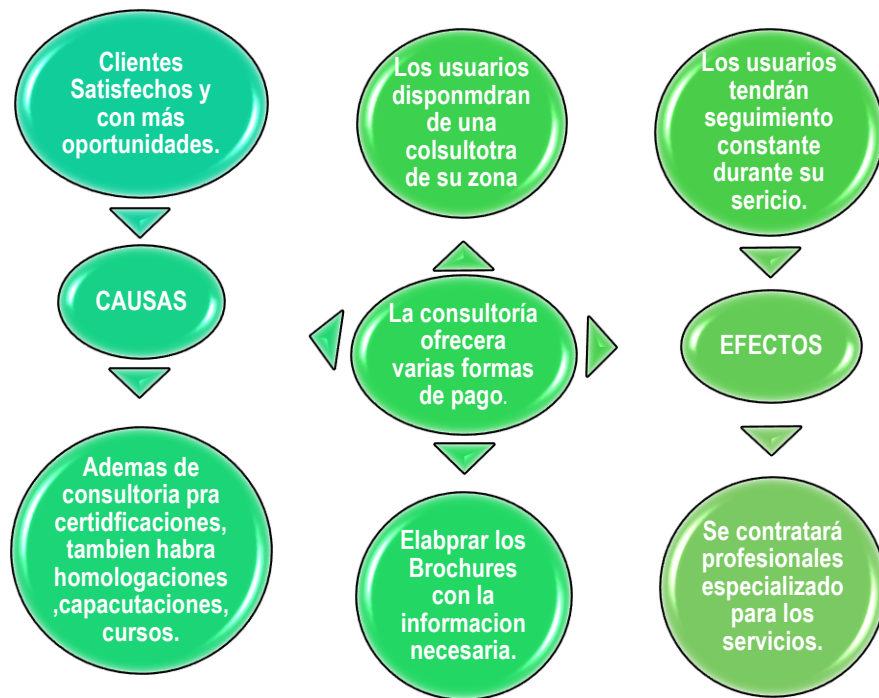 Clientes
Satisfechos y
con más
oportunidades.
CAUSAS
Ademas de
consultoria pra
certidficaciones,
tambien habra
homologaciones
,capacutaciones,
cursos.
Los usuarios
disponmdran
de una
colsultotra
de su zona
La consultoría
ofrecera
varias formas
de pago.
Elabprar los
Brochures
con la
informacion
necesaria.
Los usuarios
tendrán
seguimiento
constante
durante su
sericio.
EFECTOS
Se contratará
profesionales
especializado
para los
servicios.